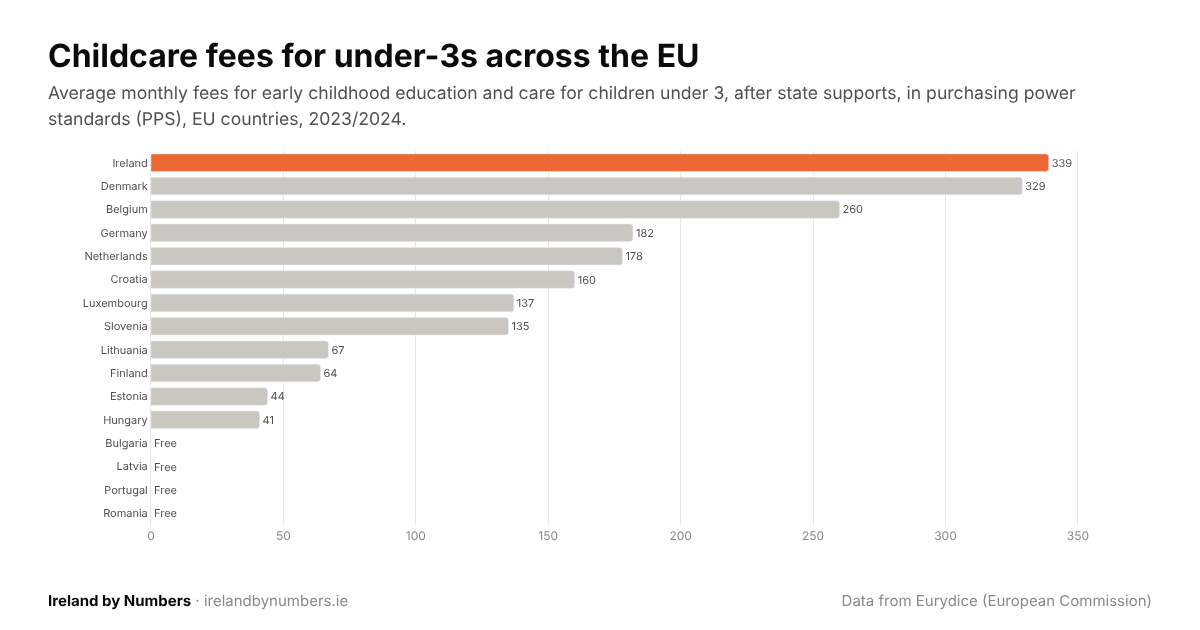 Childcare fees for under-3s across the EU
Average monthly fees for early childhood education and care for children under 3, after state supports, in purchasing power
standards (PPS), EU countries, 2023/2024.
Ireland 339
Denmark 329
Belgium 260
Germany 182
Netherlands 178
Croatia 160
Luxembourg 137
Slovenia 135
Lithuania 67
Finland 64
Estonia 44
Hungary 41
Bulgaria Free
Latvia Free
Portugal Free
Romania Free
0 50 100 150 200 250 300 350
Ireland by Numbers · irelandbynumbers.ie Data from Eurydice (European Commission)